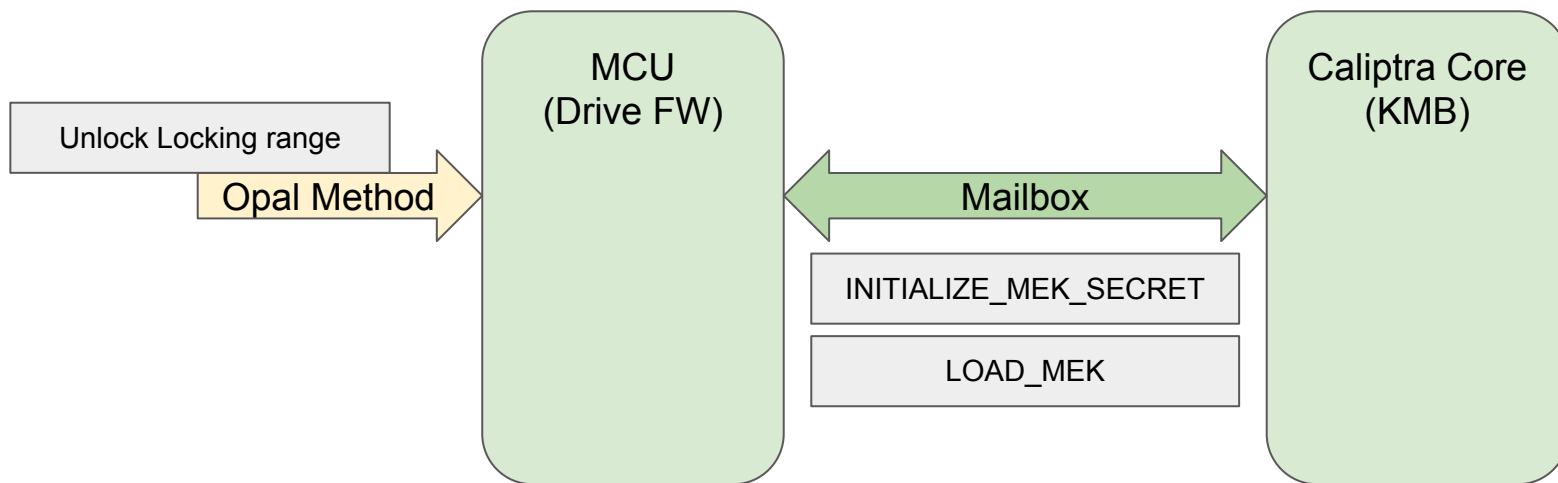 MCU
(Drive FW)
Caliptra Core
(KMB)
Unlock Locking range
Opal Method
Mailbox
INITIALIZE_MEK_SECRET
LOAD_MEK